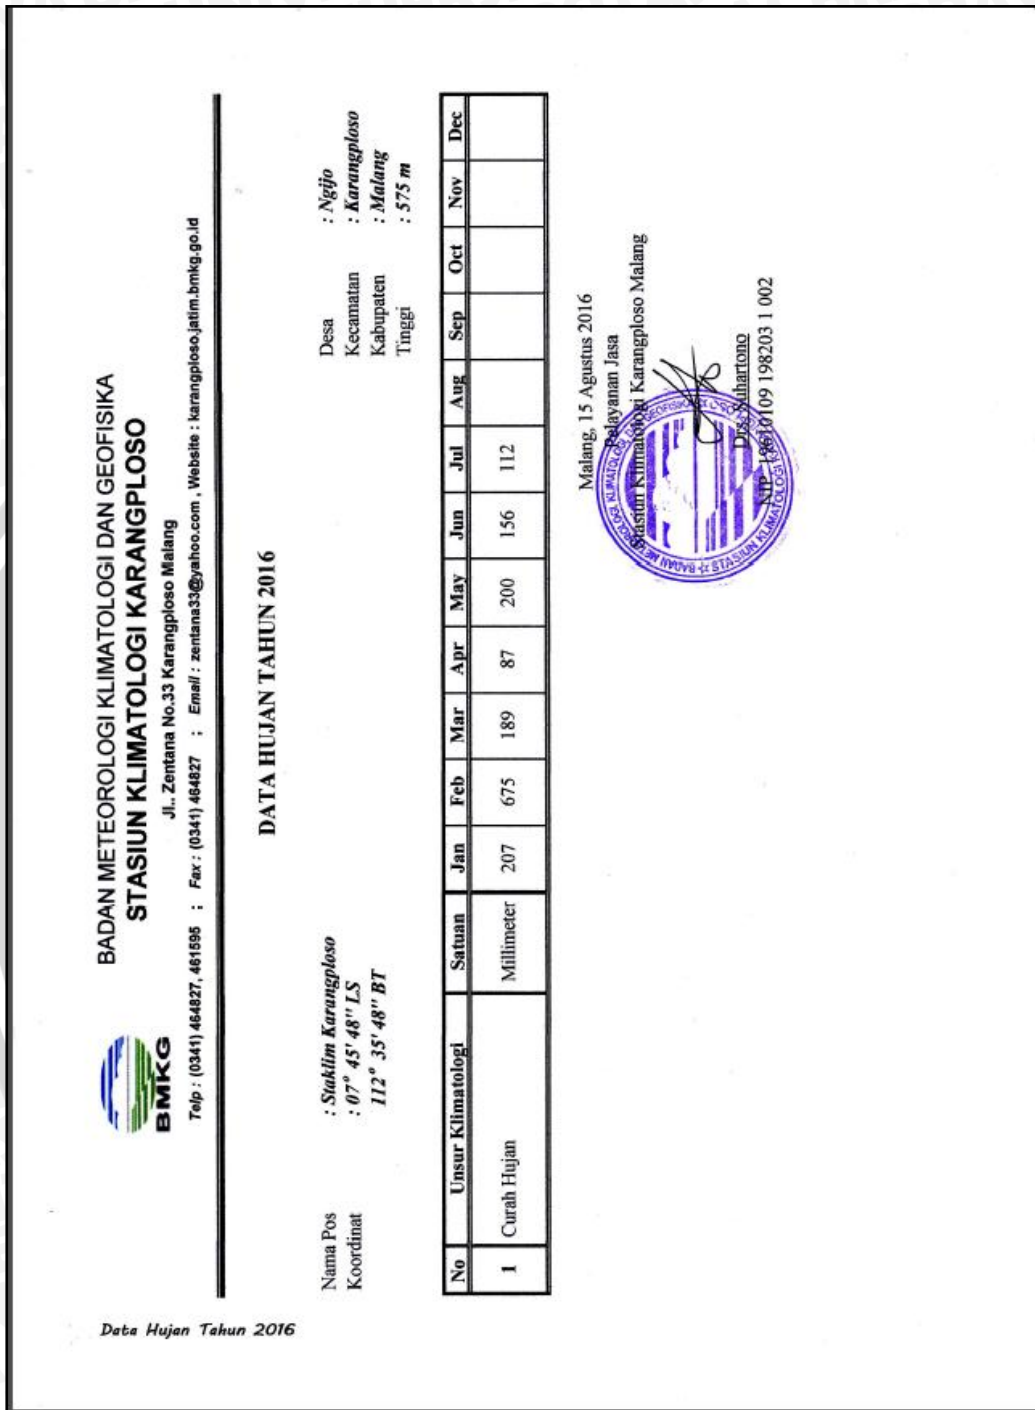 Data Hujan Tahun 2016
BMKG
BADAN METEOROLOGI KLIMATOLOGI DAN GEOFISIKA
STASIUN KLIMATOLOGI KARANGPLOSO
Jl.. Zentana No.33 Karangploso Malang
Telp : (0341) 464827, 461595 ; Fax : (0341) 464827 ; Email : zentana33@yahoo.com , Website : karangploso.jatim.bmkg.go.id
DATA HUJAN TAHUN 2016
Nama Pos : Staklim Karangploso Desa : Ngijo
Koordinat : 07° 45' 48'' LS Kecamatan : Karangploso
112° 35' 48'' BT Kabupaten : Malang
Tinggi : 575 m
No Unsur Klimatologi Satuan Jan Feb Mar Apr May Jun Jul Aug Sep Oct Nov Dec
1 Curah Hujan Millimeter 207 675 189 87 200 156 112
Malang, 15 Agustus 2016
Pelayanan Jasa
Stasiun Klimatologi Karangploso Malang
Drs. Suhartono
NIP. 19610109 198203 1 002